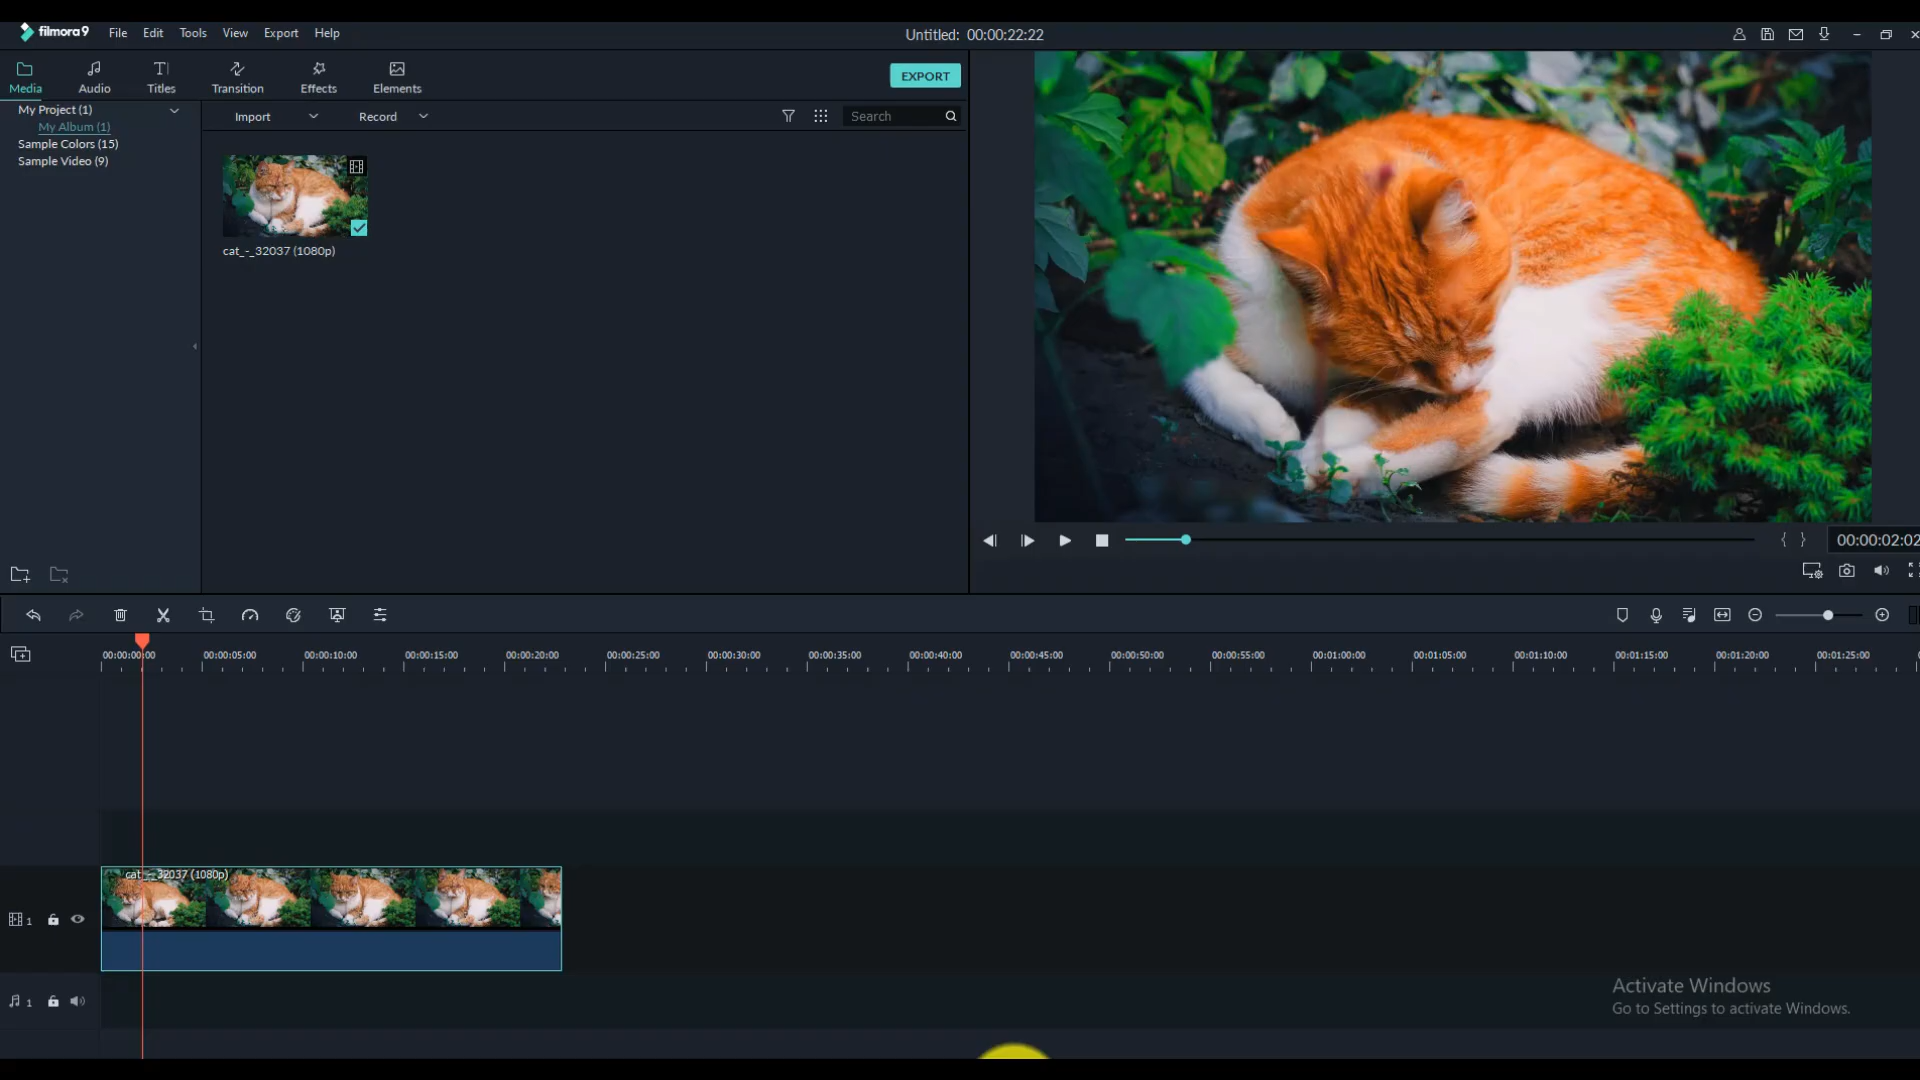 filmora9 File Edit Tools View Export Help Untitled: 00:00:22:22
Media Audio Titles Transition Effects Elements EXPORT
My Project (1)
My Album (1)
Sample Colors (15)
Sample Video (9)
Import Record Search
cat_-_32037 (1080p)
{ } 00:00:02:02
00:00:00:00 00:00:05:00 00:00:10:00 00:00:15:00 00:00:20:00 00:00:25:00 00:00:30:00 00:00:35:00 00:00:40:00 00:00:45:00 00:00:50:00 00:00:55:00 00:01:00:00 00:01:05:00 00:01:10:00 00:01:15:00 00:01:20:00 00:01:25:00
cat_-_32037 (1080p)
1
1
Activate Windows
Go to Settings to activate Windows.